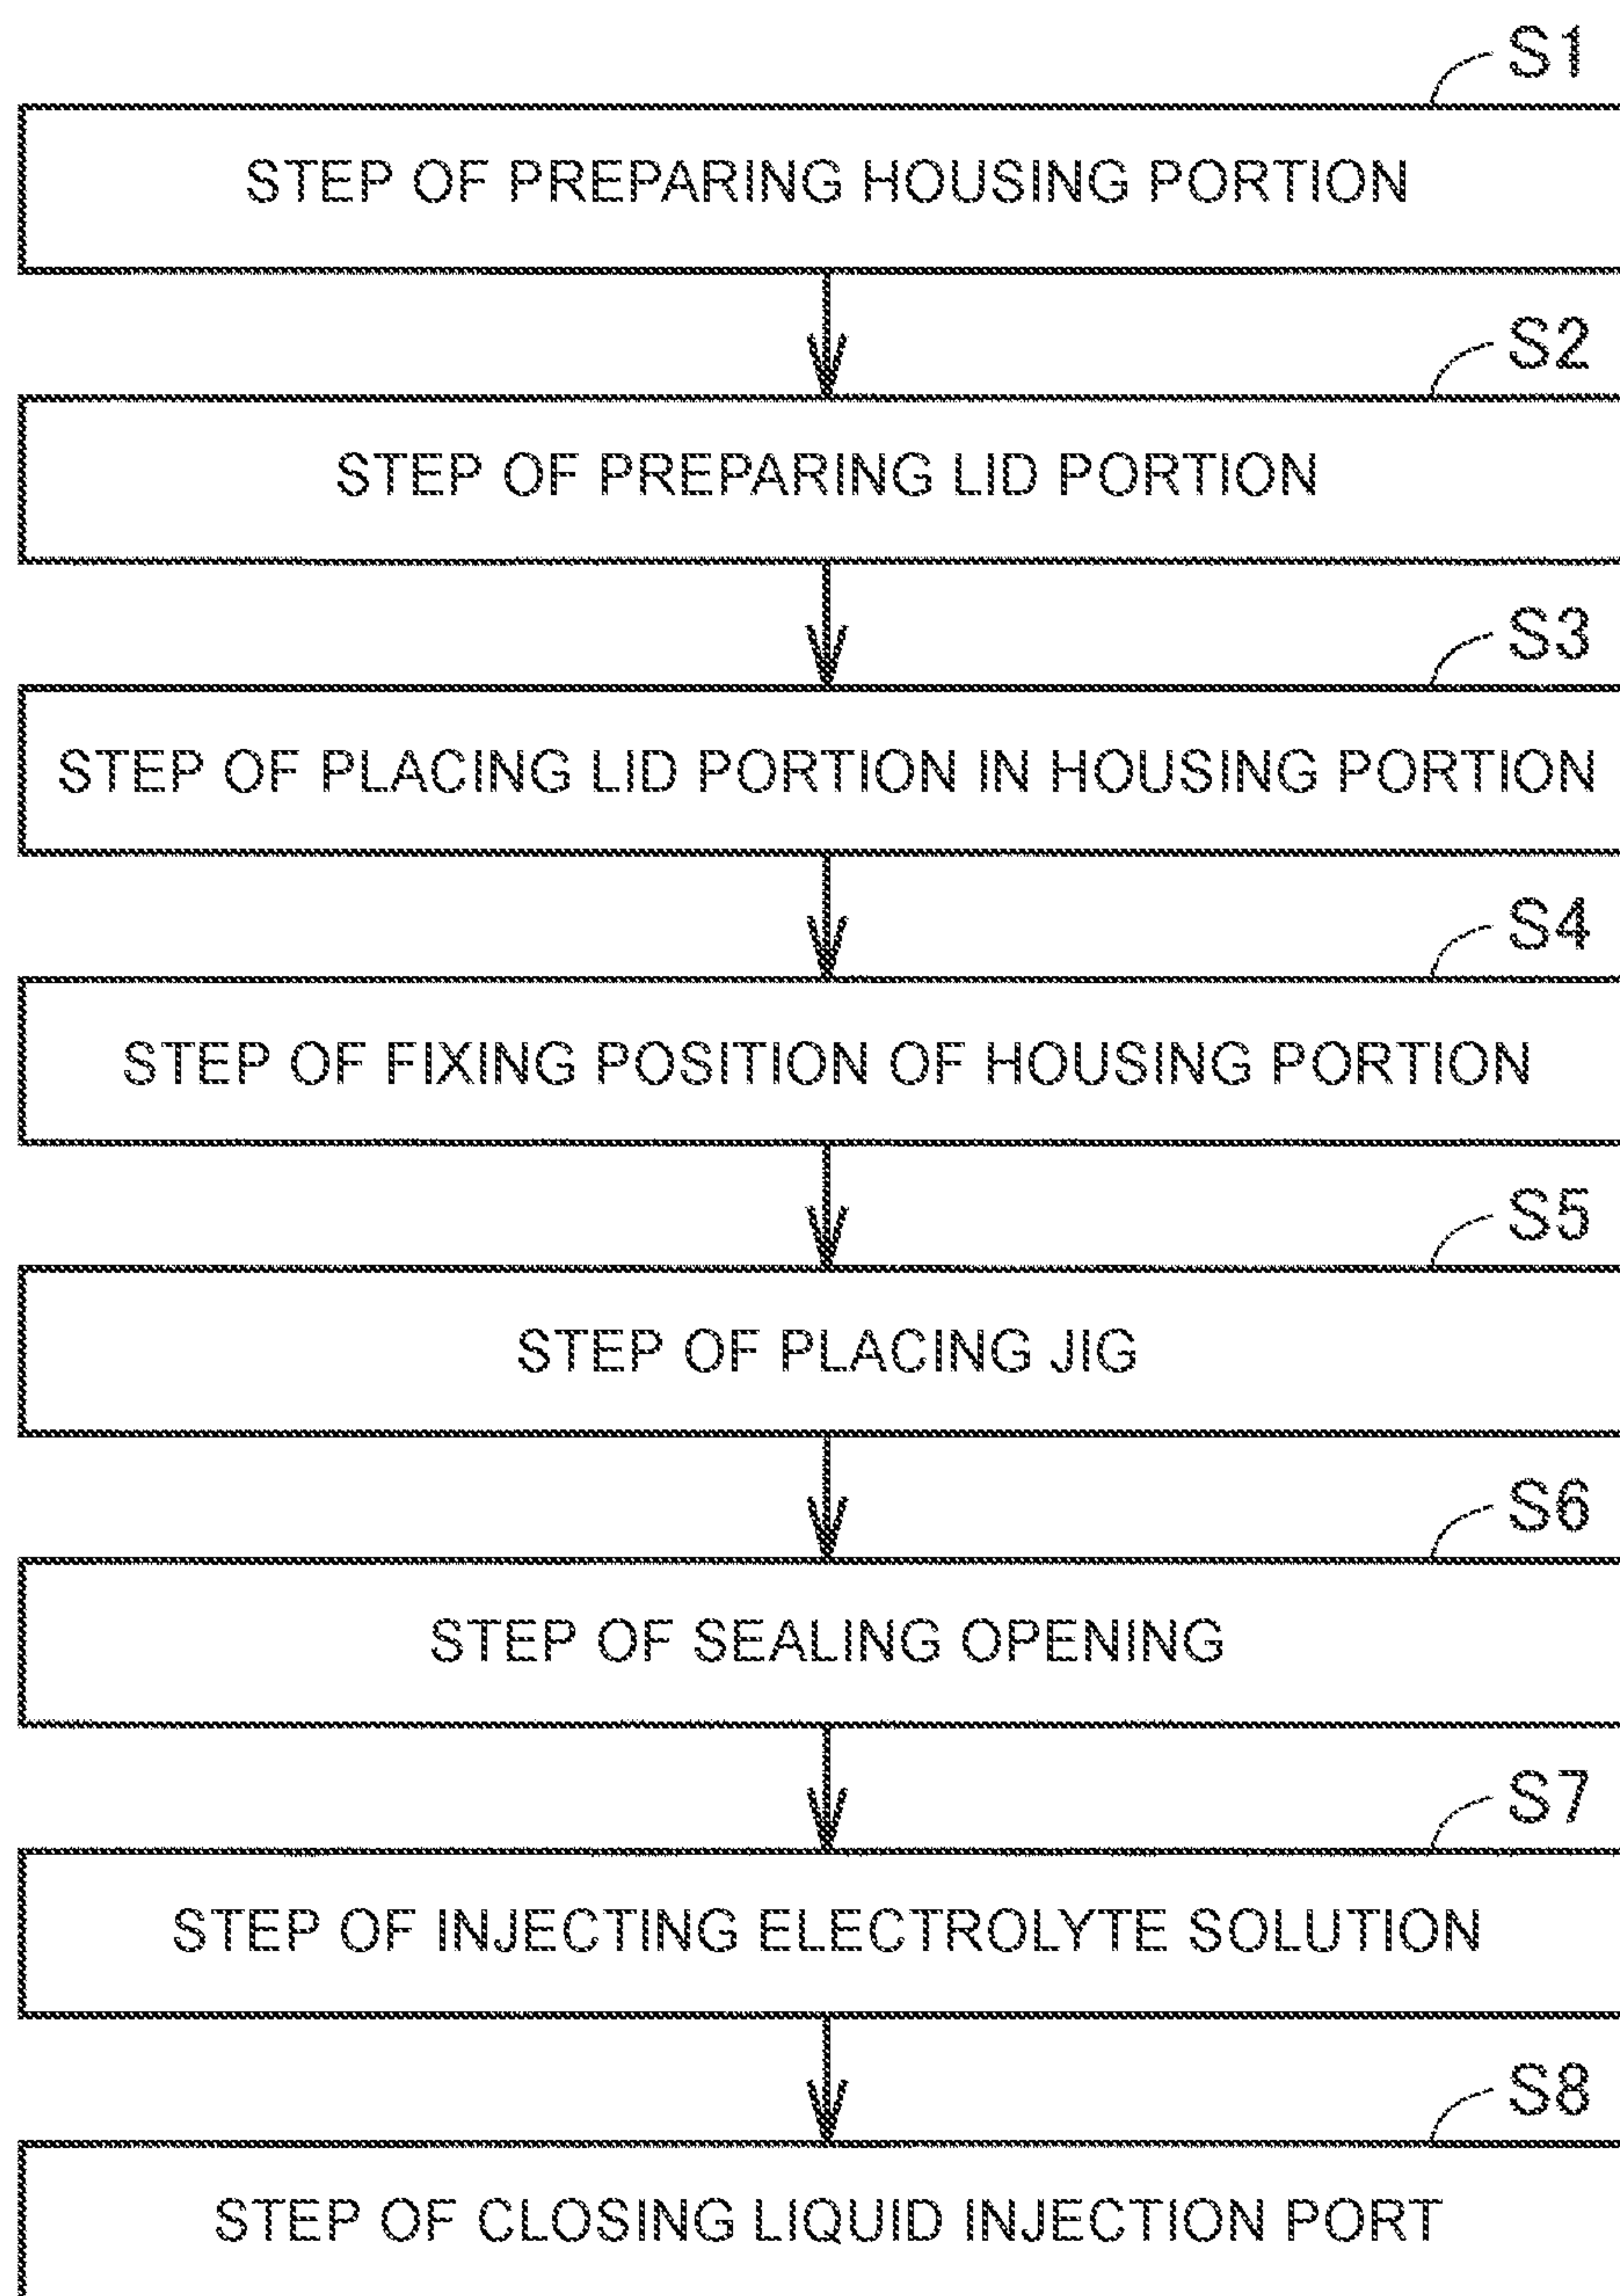 S1
STEP OF PREPARING HOUSING PORTION
S2
STEP OF PREPARING LID PORTION
S3
STEP OF PLACING LID PORTION IN HOUSING PORTION
S4
STEP OF FIXING POSITION OF HOUSING PORTION
S5
STEP OF PLACING JIG
S6
STEP OF SEALING OPENING
S7
STEP OF INJECTING ELECTROLYTE SOLUTION
S8
STEP OF CLOSING LIQUID INJECTION PORT